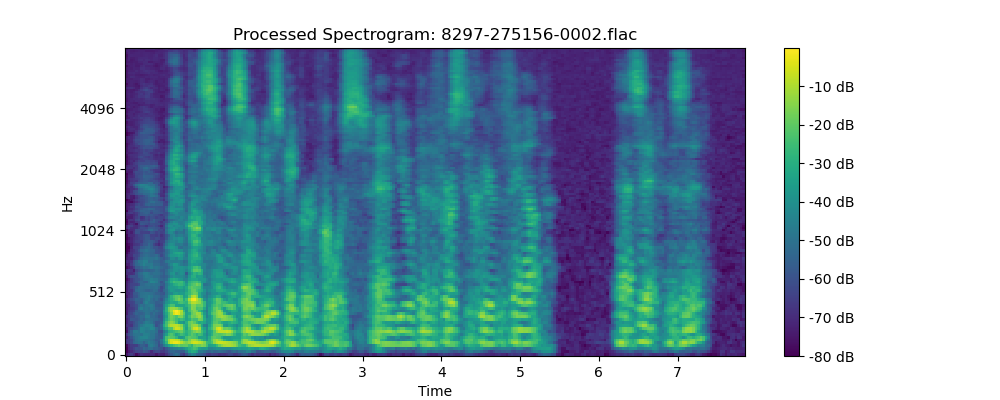 Processed Spectrogram: 8297-275156-0002.flac
Hz
4096
2048
1024
512
0
0 1 2 3 4 5 6 7
Time
-10 dB
-20 dB
-30 dB
-40 dB
-50 dB
-60 dB
-70 dB
-80 dB